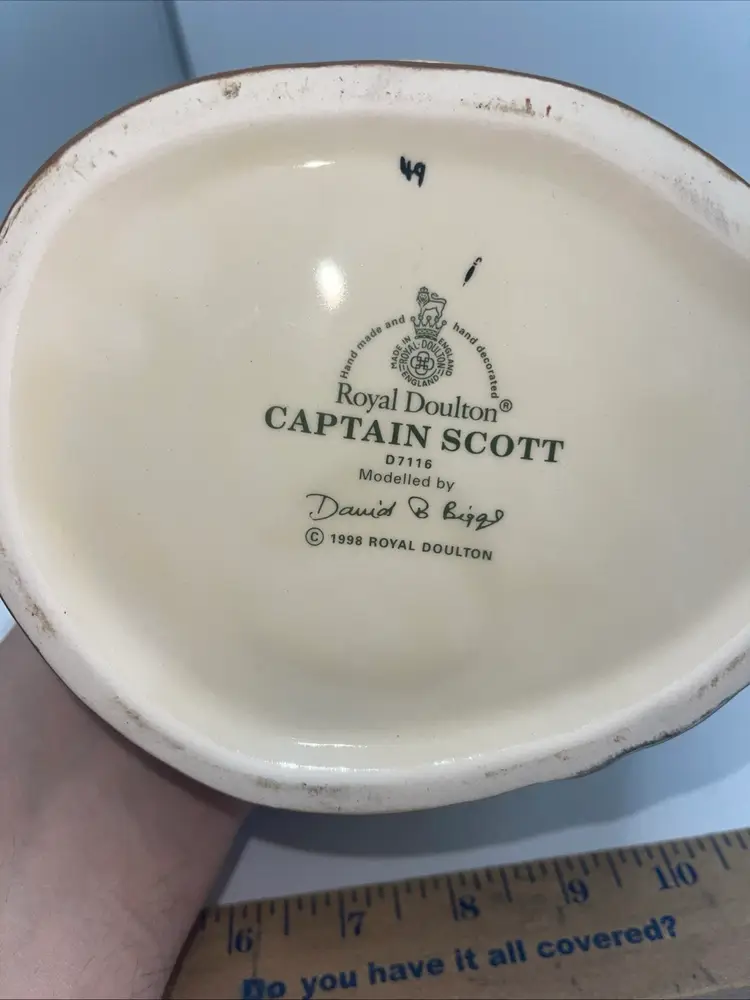 49
Hand made and hand decorated
MADE IN ENGLAND
ROYAL·DOULTON
ENGLAND
Royal Doulton®
CAPTAIN SCOTT
D7116
Modelled by
David B Biggs
© 1998 ROYAL DOULTON
6 7 8 9 10
Do you have it all covered?